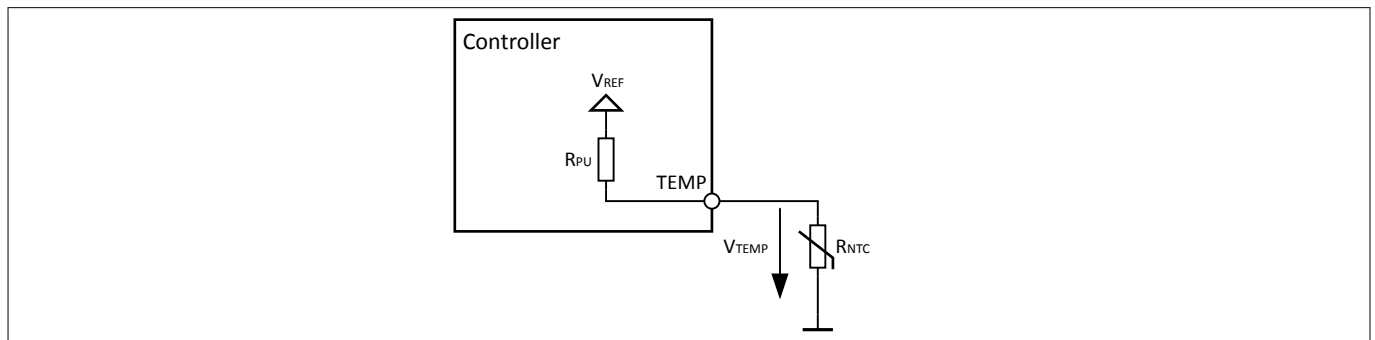 Controller
VREF
RPU
TEMP
VTEMP
RNTC